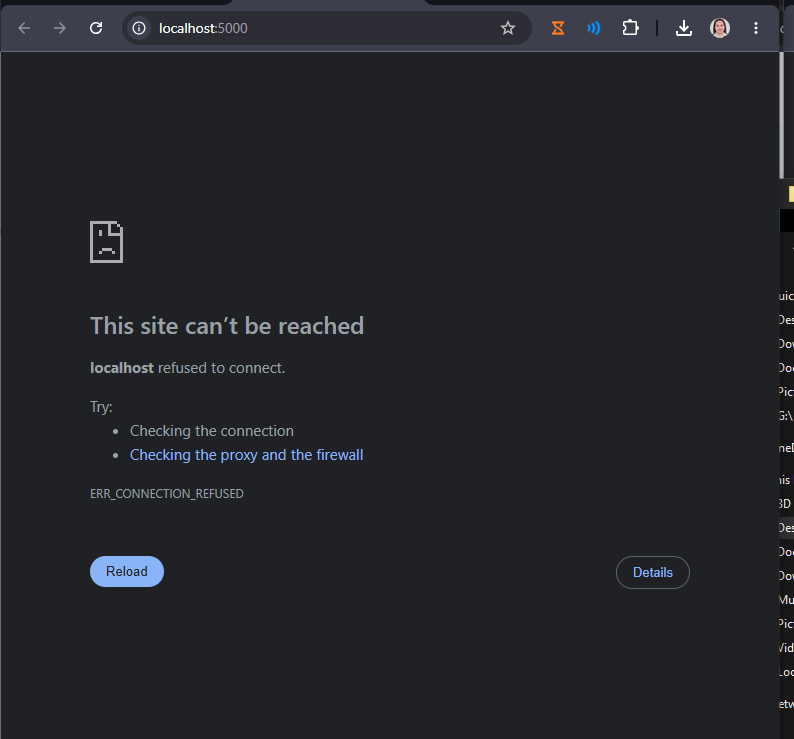 localhost:5000
This site can’t be reached
localhost refused to connect.
Try:
Checking the connection
Checking the proxy and the firewall
ERR_CONNECTION_REFUSED
Reload
Details